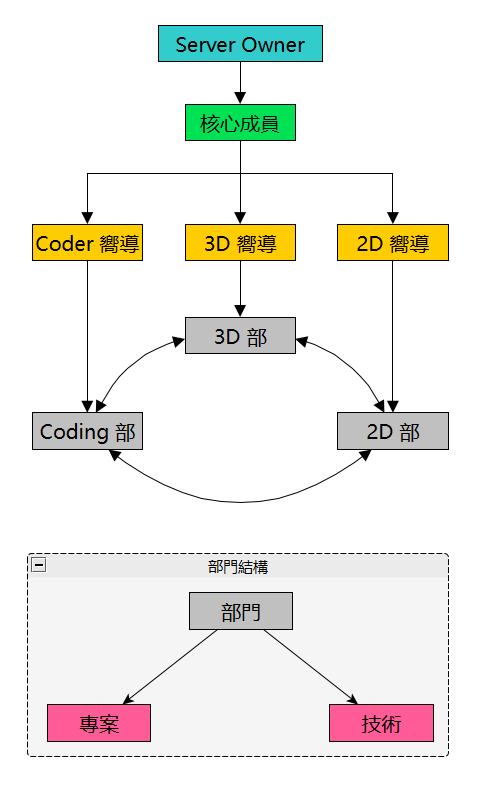 Server Owner
核心成員
Coder 嚮導
3D 嚮導
2D 嚮導
3D 部
Coding 部
2D 部
部門結構
部門
專案
技術